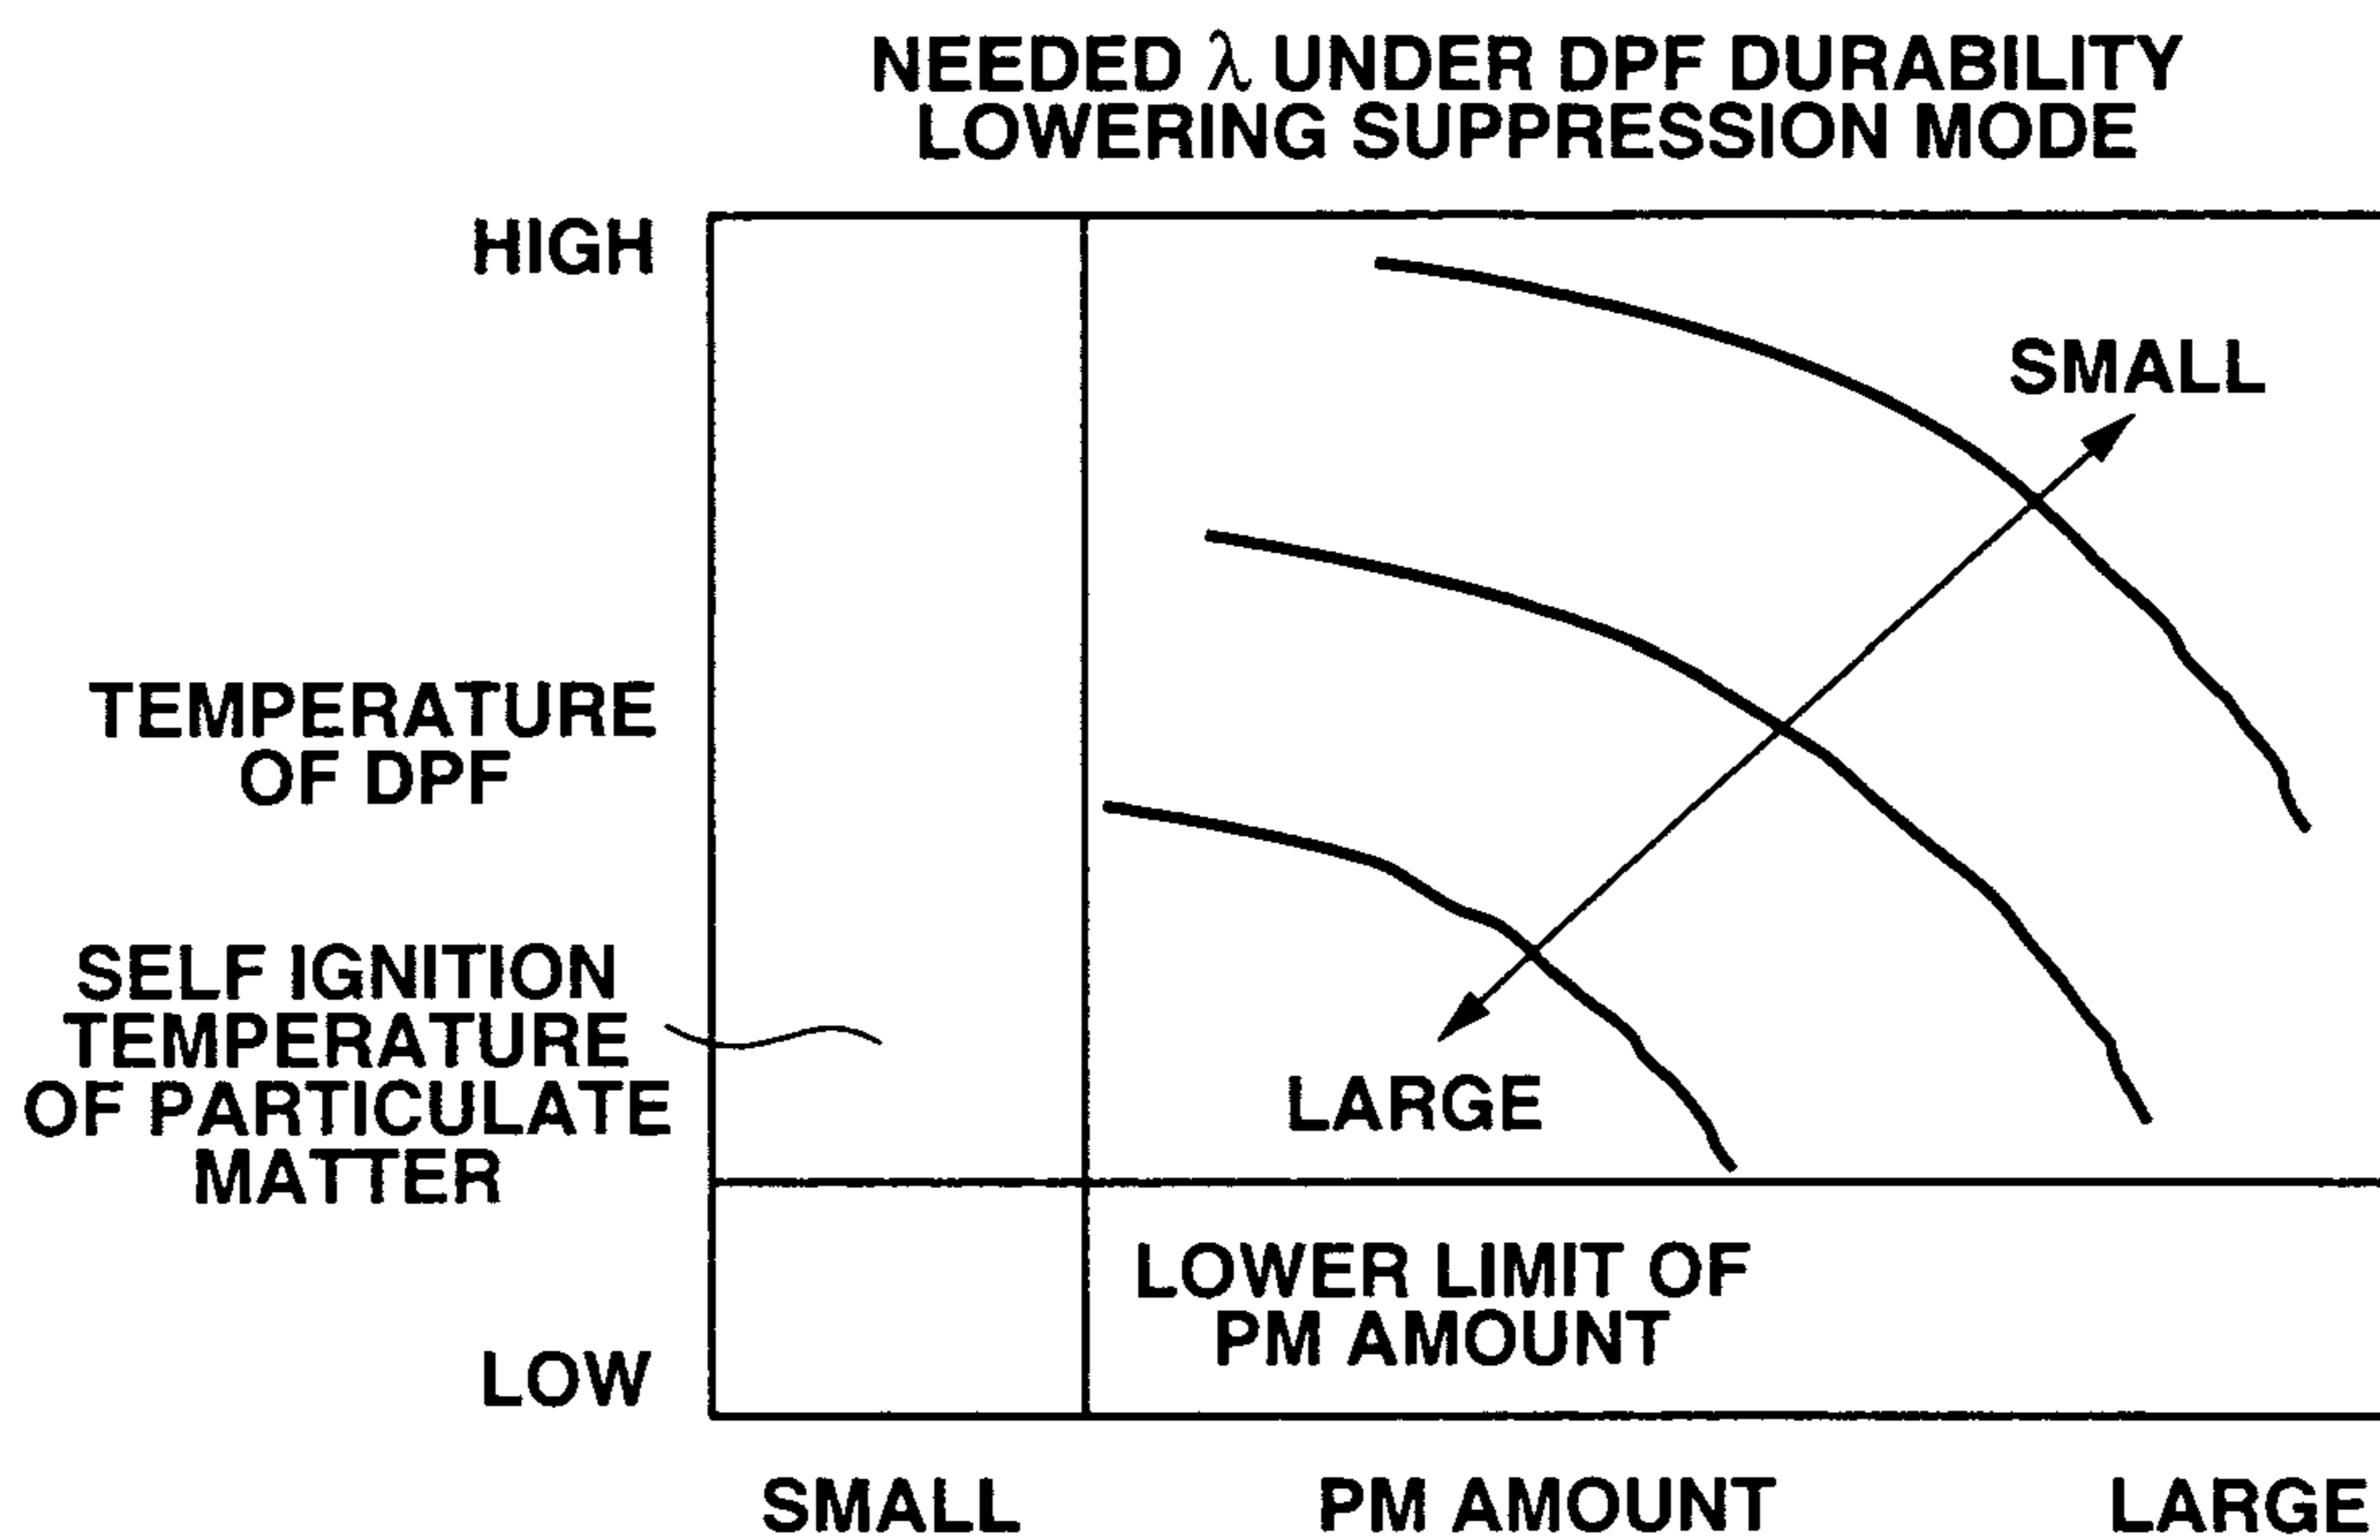 NEEDED λ UNDER DPF DURABILITY
LOWERING SUPPRESSION MODE
HIGH
SMALL
TEMPERATURE
OF DPF
SELF IGNITION
TEMPERATURE
OF PARTICULATE
MATTER
LARGE
LOWER LIMIT OF
PM AMOUNT
LOW
SMALL
PM AMOUNT
LARGE